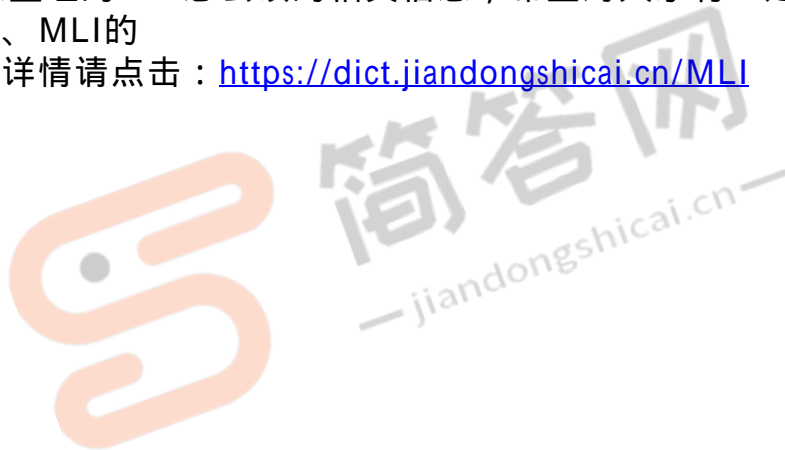 、MLI的
详情请点击：https://dict.jiandongshicai.cn/MLI
简答网
jiandongshicai.cn